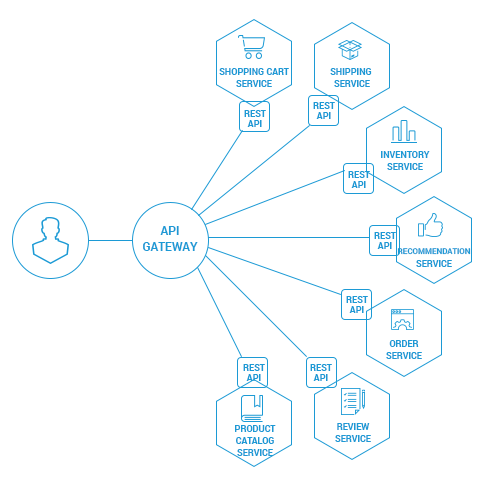 SHOPPING CART
SERVICE
REST
API
SHIPPING
SERVICE
REST
API
INVENTORY
SERVICE
REST
API
API
GATEWAY
REST
API
RECOMMENDATION
SERVICE
REST
API
ORDER
SERVICE
REST
API
REVIEW
SERVICE
REST
API
PRODUCT
CATALOG
SERVICE